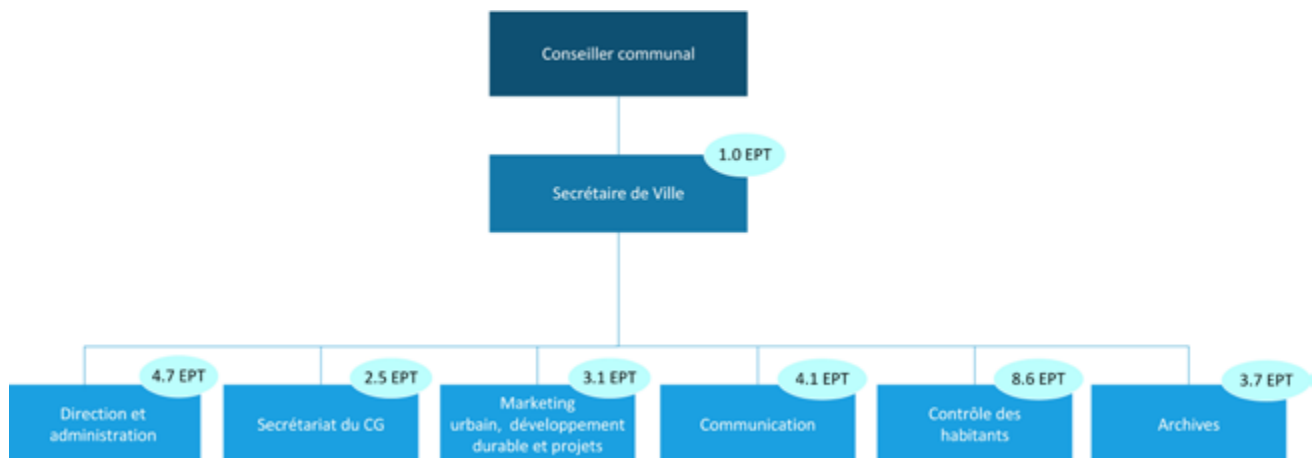 Conseiller communal
1.0 EPT
Secrétaire de Ville
4.7 EPT
Direction et
administration
2.5 EPT
Secrétariat du CG
3.1 EPT
Marketing
urbain, développement
durable et projets
4.1 EPT
Communication
8.6 EPT
Contrôle des
habitants
3.7 EPT
Archives